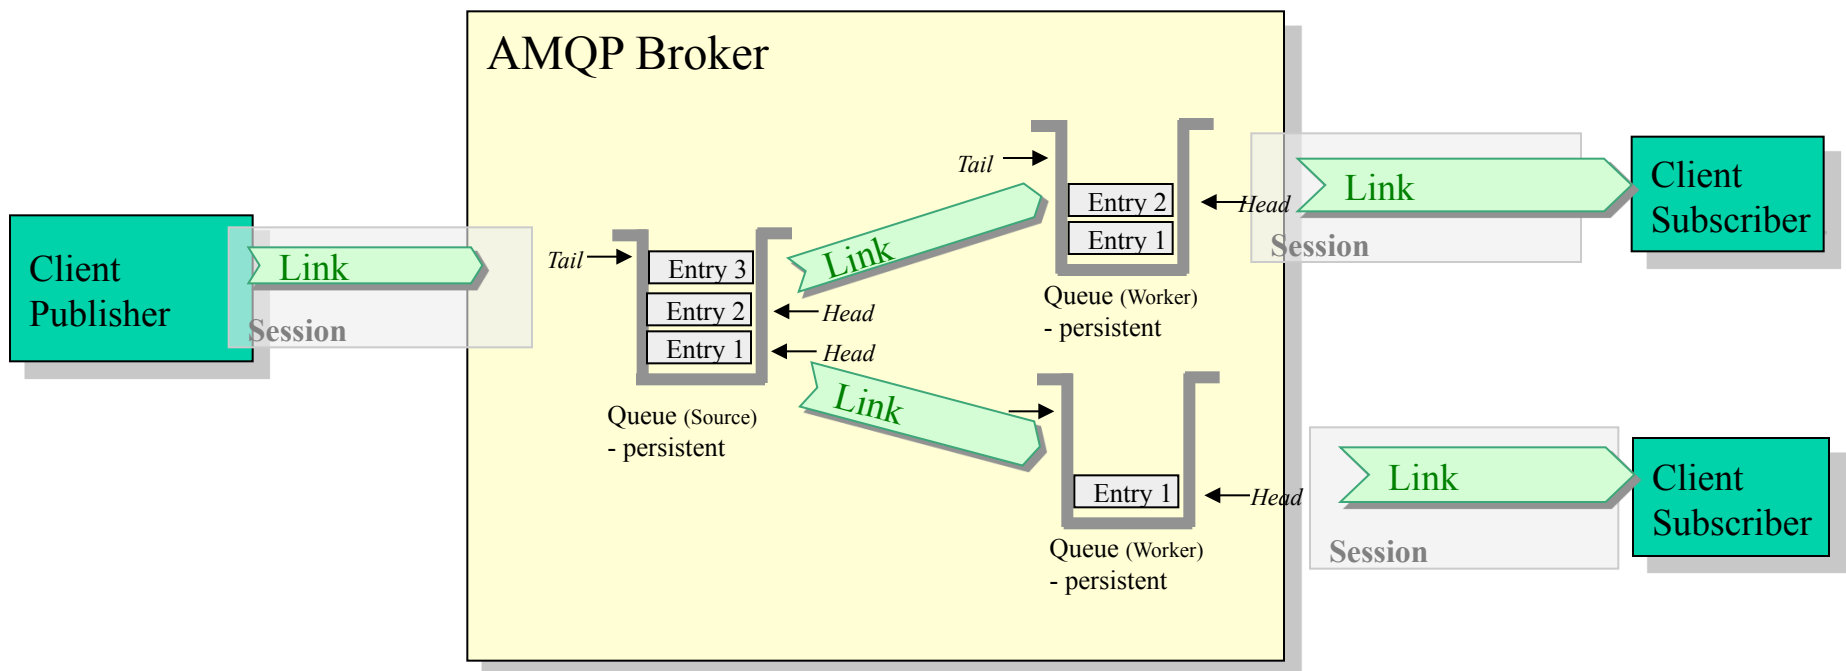 AMQP Broker
Client
Publisher
Link
Session
Tail
Entry 3
Entry 2
Entry 1
Head
Head
Queue (Source)
- persistent
Link
Link
Tail
Entry 2
Entry 1
Head
Queue (Worker)
- persistent
Entry 1
Head
Queue (Worker)
- persistent
Link
Session
Client
Subscriber
Link
Session
Client
Subscriber